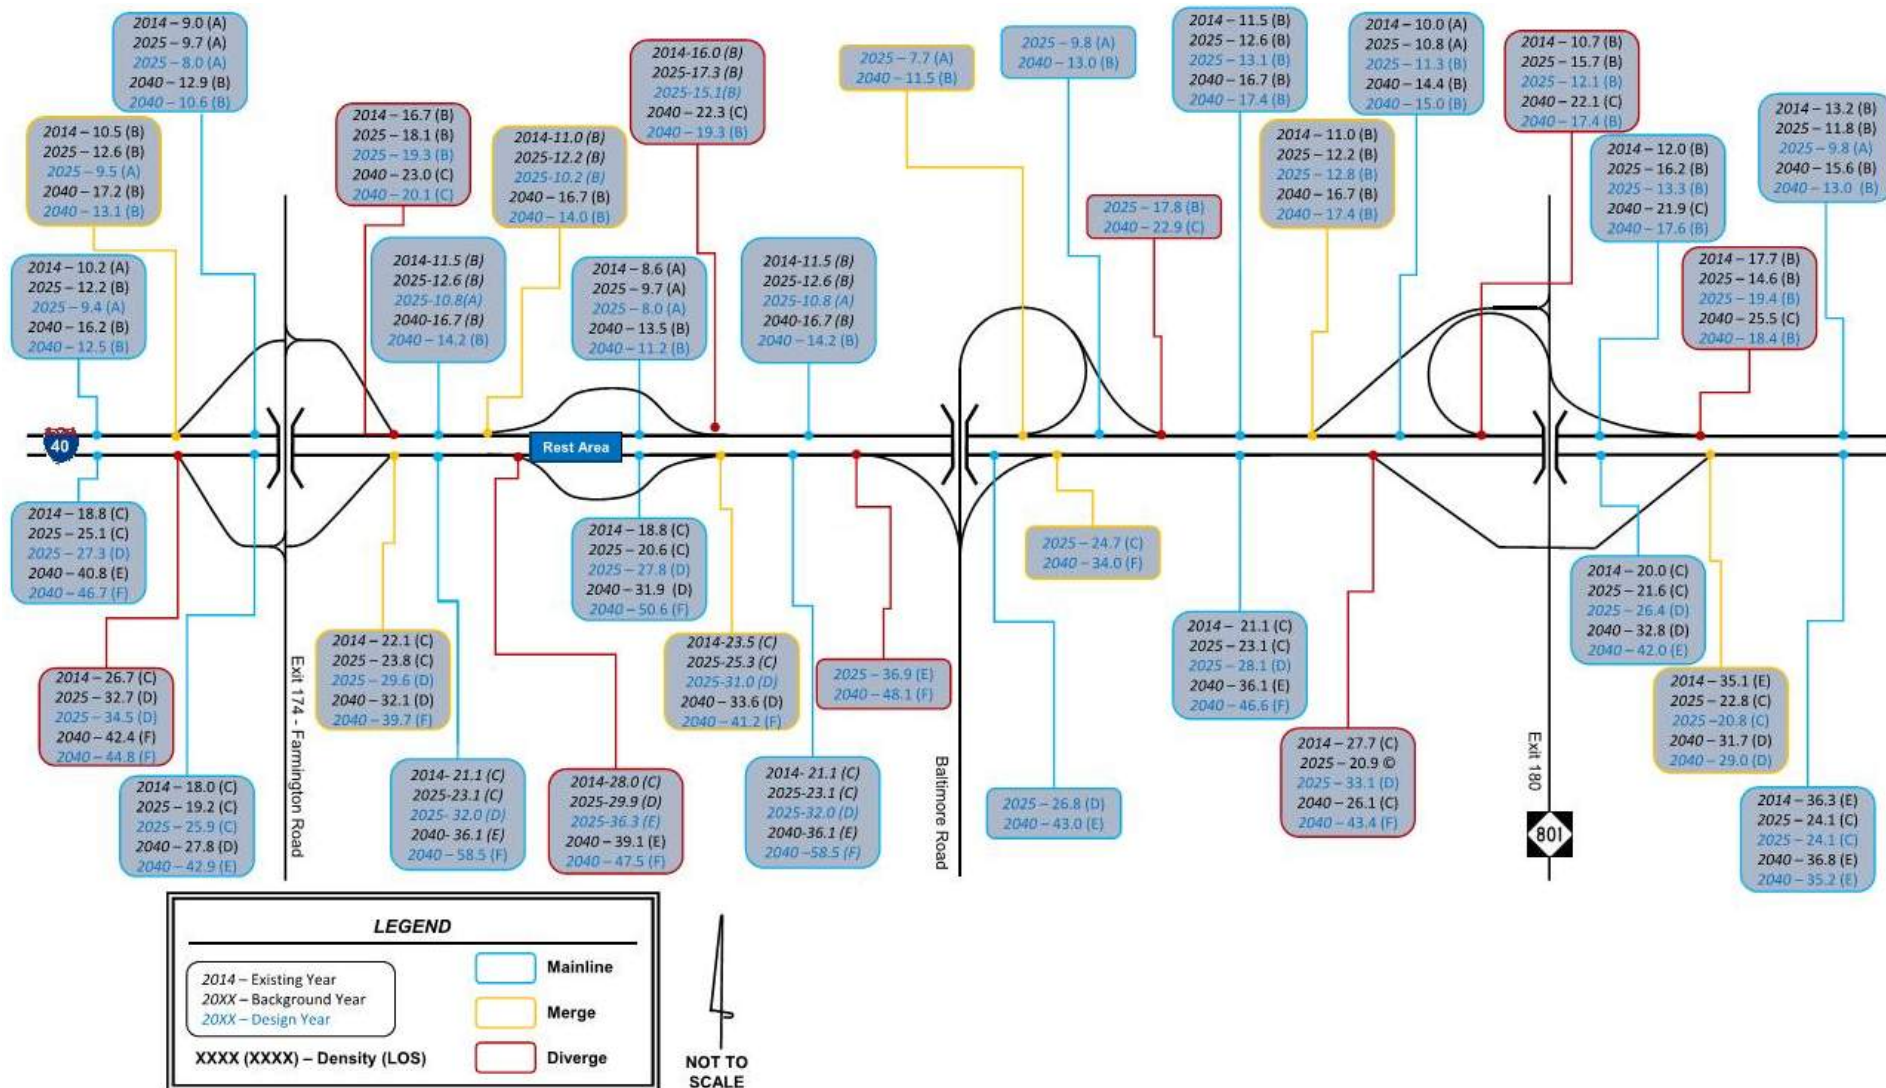 2014 – 9.0 (A)
2025 – 9.7 (A)
2025 – 8.0 (A)
2040 – 12.9 (B)
2040 – 10.6 (B)
2014 – 10.5 (B)
2025 – 12.6 (B)
2025 – 9.5 (A)
2040 – 17.2 (B)
2040 – 13.1 (B)
2014 – 10.2 (A)
2025 – 12.2 (B)
2025 – 9.4 (A)
2040 – 16.2 (B)
2040 – 12.5 (B)
2014 – 16.7 (B)
2025 – 18.1 (B)
2025 – 19.3 (B)
2040 – 23.0 (C)
2040 – 20.1 (C)
2014-11.5 (B)
2025-12.6 (B)
2025-10.8(A)
2040-16.7 (B)
2040 – 14.2 (B)
2014-11.0 (B)
2025-12.2 (B)
2025-10.2 (B)
2040 – 16.7 (B)
2040 – 14.0 (B)
2014-16.0 (B)
2025-17.3 (B)
2025-15.1(B)
2040 – 22.3 (C)
2040 – 19.3 (B)
2014 – 8.6 (A)
2025 – 9.7 (A)
2025 – 8.0 (A)
2040 – 13.5 (B)
2040 – 11.2 (B)
2014-11.5 (B)
2025-12.6 (B)
2025-10.8 (A)
2040-16.7 (B)
2040 – 14.2 (B)
2025 – 7.7 (A)
2040 – 11.5 (B)
2025 – 9.8 (A)
2040 – 13.0 (B)
2025 – 17.8 (B)
2040 – 22.9 (C)
2014 – 11.5 (B)
2025 – 12.6 (B)
2025 – 13.1 (B)
2040 – 16.7 (B)
2040 – 17.4 (B)
2014 – 11.0 (B)
2025 – 12.2 (B)
2025 – 12.8 (B)
2040 – 16.7 (B)
2040 – 17.4 (B)
2014 – 10.0 (A)
2025 – 10.8 (A)
2025 – 11.3 (B)
2040 – 14.4 (B)
2040 – 15.0 (B)
2014 – 10.7 (B)
2025 – 15.7 (B)
2025 – 12.1 (B)
2040 – 22.1 (C)
2040 – 17.4 (B)
2014 – 12.0 (B)
2025 – 16.2 (B)
2025 – 13.3 (B)
2040 – 21.9 (C)
2040 – 17.6 (B)
2014 – 17.7 (B)
2025 – 14.6 (B)
2025 – 19.4 (B)
2040 – 25.5 (C)
2040 – 18.4 (B)
2014 – 13.2 (B)
2025 – 11.8 (B)
2025 – 9.8 (A)
2040 – 15.6 (B)
2040 – 13.0 (B)
40
Rest Area
2014 – 18.8 (C)
2025 – 25.1 (C)
2025 – 27.3 (D)
2040 – 40.8 (E)
2040 – 46.7 (F)
2014 – 26.7 (C)
2025 – 32.7 (D)
2025 – 34.5 (D)
2040 – 42.4 (F)
2040 – 44.8 (F)
2014 – 18.0 (C)
2025 – 19.2 (C)
2025 – 25.9 (C)
2040 – 27.8 (D)
2040 – 42.9 (E)
Exit 174 - Farmington Road
2014 – 22.1 (C)
2025 – 23.8 (C)
2025 – 29.6 (D)
2040 – 32.1 (D)
2040 – 39.7 (F)
2014- 21.1 (C)
2025-23.1 (C)
2025- 32.0 (D)
2040- 36.1 (E)
2040 – 58.5 (F)
2014-28.0 (C)
2025-29.9 (D)
2025-36.3 (E)
2040 – 39.1 (E)
2040 – 47.5 (F)
2014 – 18.8 (C)
2025 – 20.6 (C)
2025 – 27.8 (D)
2040 – 31.9 (D)
2040 – 50.6 (F)
2014-23.5 (C)
2025-25.3 (C)
2025-31.0 (D)
2040 – 33.6 (D)
2040 – 41.2 (F)
2014- 21.1 (C)
2025-23.1 (C)
2025-32.0 (D)
2040-36.1 (E)
2040 –58.5 (F)
2025 – 36.9 (E)
2040 – 48.1 (F)
Baltimore Road
2025 – 26.8 (D)
2040 – 43.0 (E)
2025 – 24.7 (C)
2040 – 34.0 (F)
2014 – 21.1 (C)
2025 – 23.1 (C)
2025 – 28.1 (D)
2040 – 36.1 (E)
2040 – 46.6 (F)
2014 – 27.7 (C)
2025 – 20.9 ©
2025 – 33.1 (D)
2040 – 26.1 (C)
2040 – 43.4 (F)
Exit 180
801
2014 – 20.0 (C)
2025 – 21.6 (C)
2025 – 26.4 (D)
2040 – 32.8 (D)
2040 – 42.0 (E)
2014 – 35.1 (E)
2025 – 22.8 (C)
2025 –20.8 (C)
2040 – 31.7 (D)
2040 – 29.0 (D)
2014 – 36.3 (E)
2025 – 24.1 (C)
2025 – 24.1 (C)
2040 – 36.8 (E)
2040 – 35.2 (E)
LEGEND
2014 – Existing Year
20XX – Background Year
20XX – Design Year
XXXX (XXXX) – Density (LOS)
Mainline
Merge
Diverge
NOT TO
SCALE